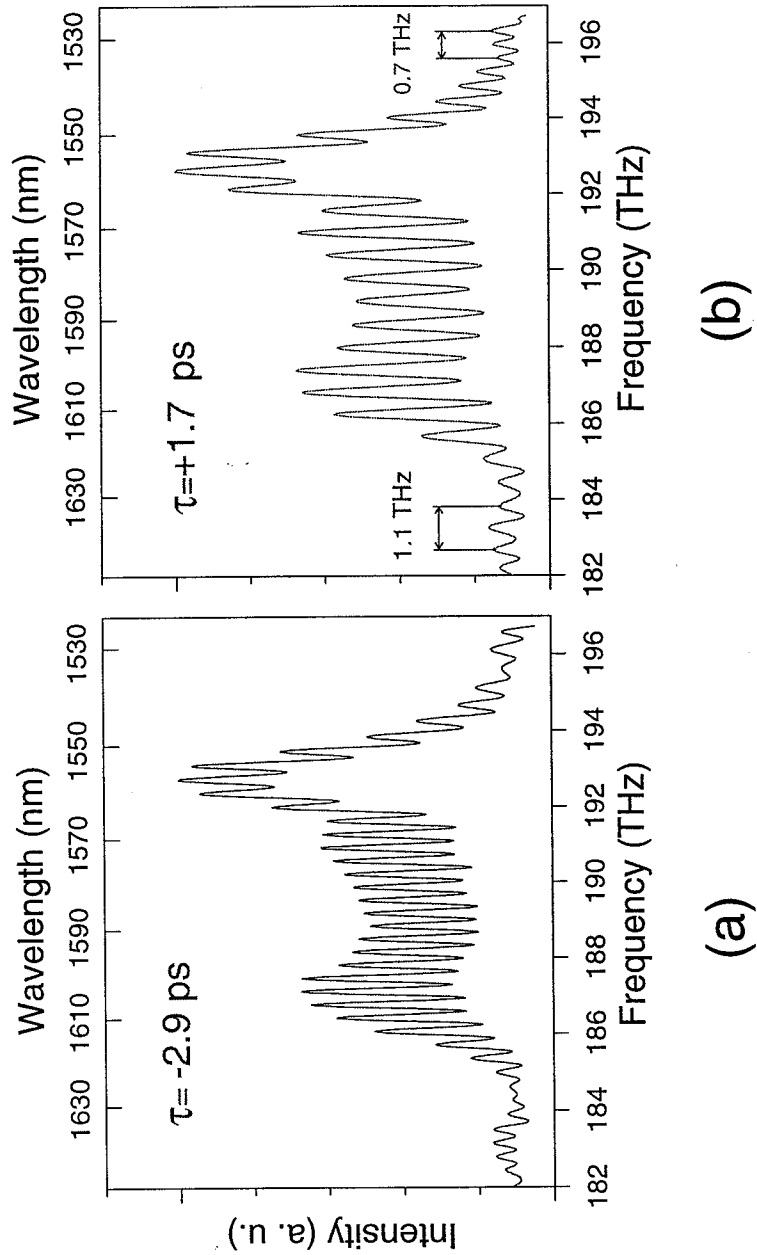 Wavelength (nm)
1630 1610 1590 1570 1550 1530
τ= -2.9 ps
Intensity (a. u.)
182 184 186 188 190 192 194 196
Frequency (THz)
(a)
Wavelength (nm)
1630 1610 1590 1570 1550 1530
τ=+1.7 ps
1.1 THz
0.7 THz
182 184 186 188 190 192 194 196
Frequency (THz)
(b)